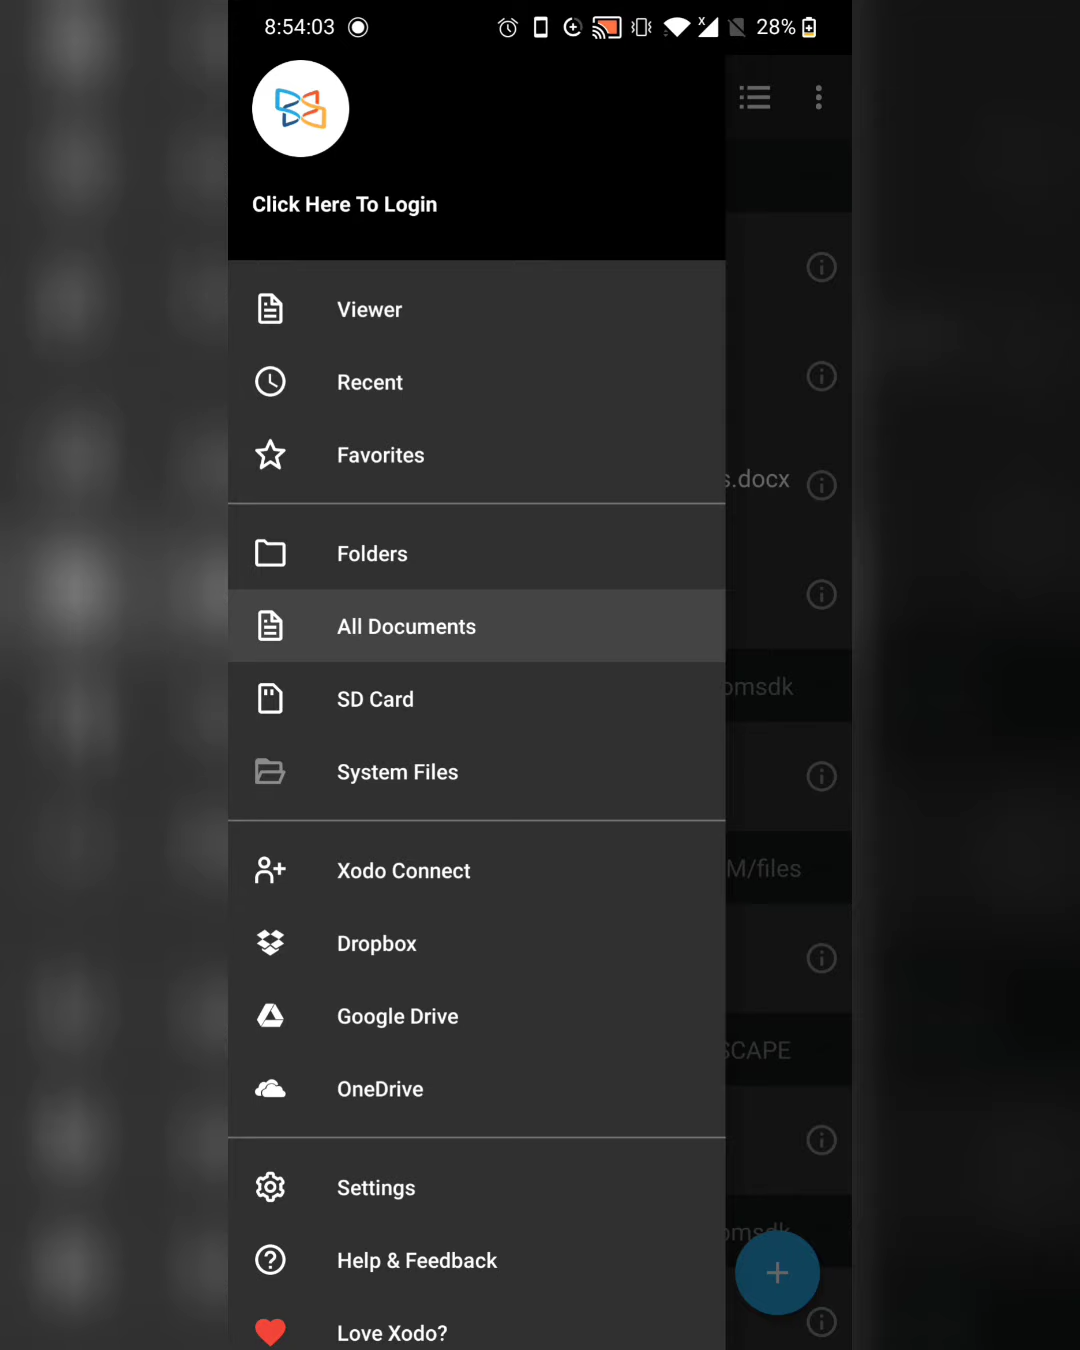 8:54:03
28%
Click Here To Login
Viewer
Recent
Favorites
s.docx
Folders
All Documents
omsdk
SD Card
System Files
Xodo Connect
M/files
Dropbox
Google Drive
SCAPE
OneDrive
Settings
omsdk
Help & Feedback
Love Xodo?